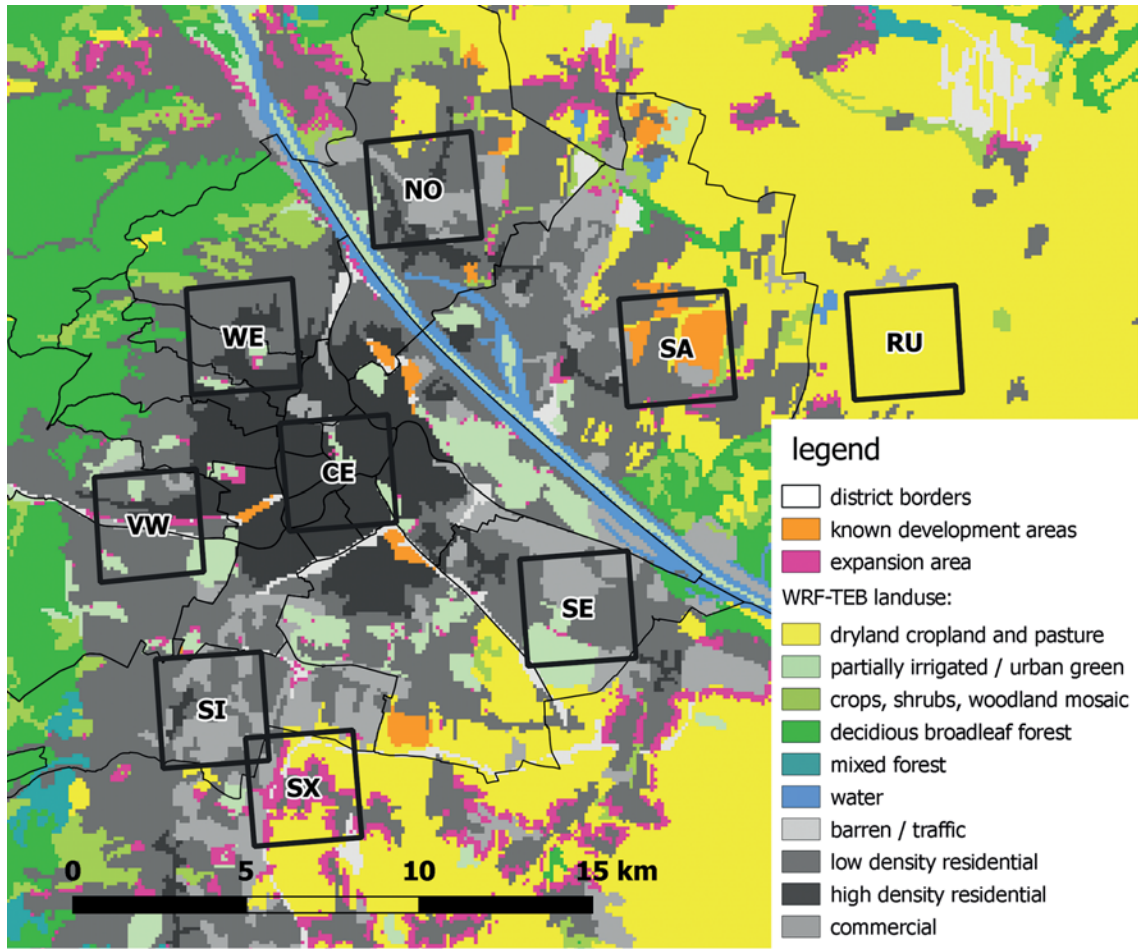 NO
WE
SA
RU
CE
VW
SE
SI
SX
0 5 10 15 km
legend
district borders
known development areas
expansion area
WRF-TEB landuse:
dryland cropland and pasture
partially irrigated / urban green
crops, shrubs, woodland mosaic
decidious broadleaf forest
mixed forest
water
barren / traffic
low density residential
high density residential
commercial